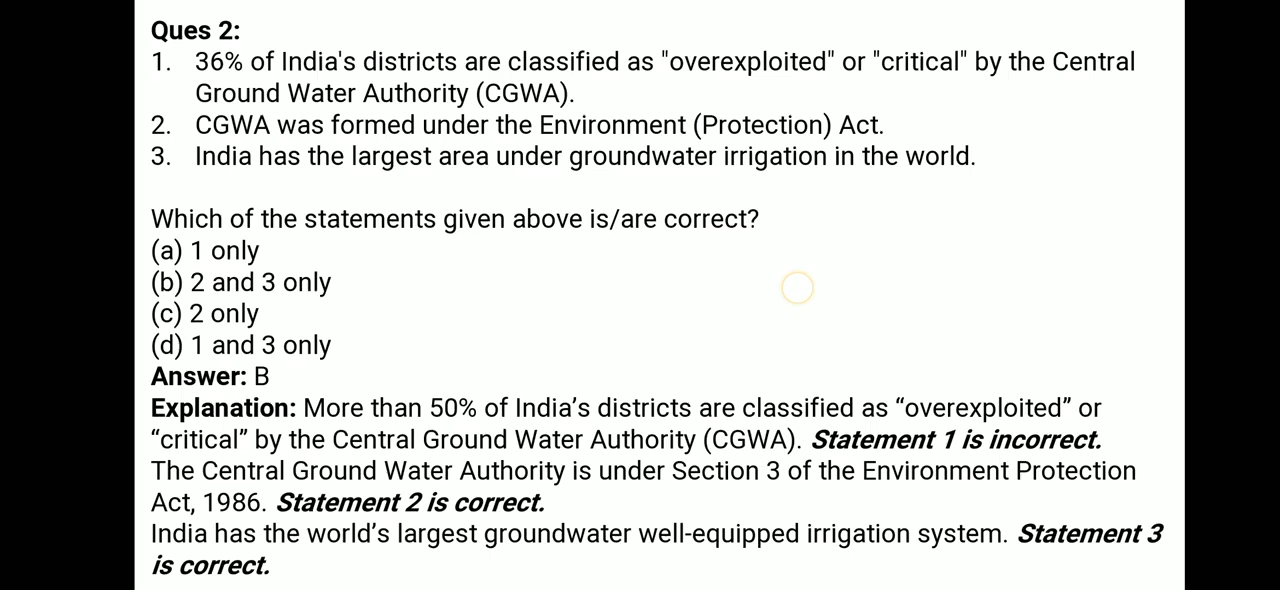 Ques 2:
1. 36% of India's districts are classified as "overexploited" or "critical" by the Central
Ground Water Authority (CGWA).
2. CGWA was formed under the Environment (Protection) Act.
3. India has the largest area under groundwater irrigation in the world.
Which of the statements given above is/are correct?
(a) 1 only
(b) 2 and 3 only
(c) 2 only
(d) 1 and 3 only
Answer: B
Explanation: More than 50% of India’s districts are classified as “overexploited” or
“critical” by the Central Ground Water Authority (CGWA). Statement 1 is incorrect.
The Central Ground Water Authority is under Section 3 of the Environment Protection
Act, 1986. Statement 2 is correct.
India has the world’s largest groundwater well-equipped irrigation system. Statement 3
is correct.